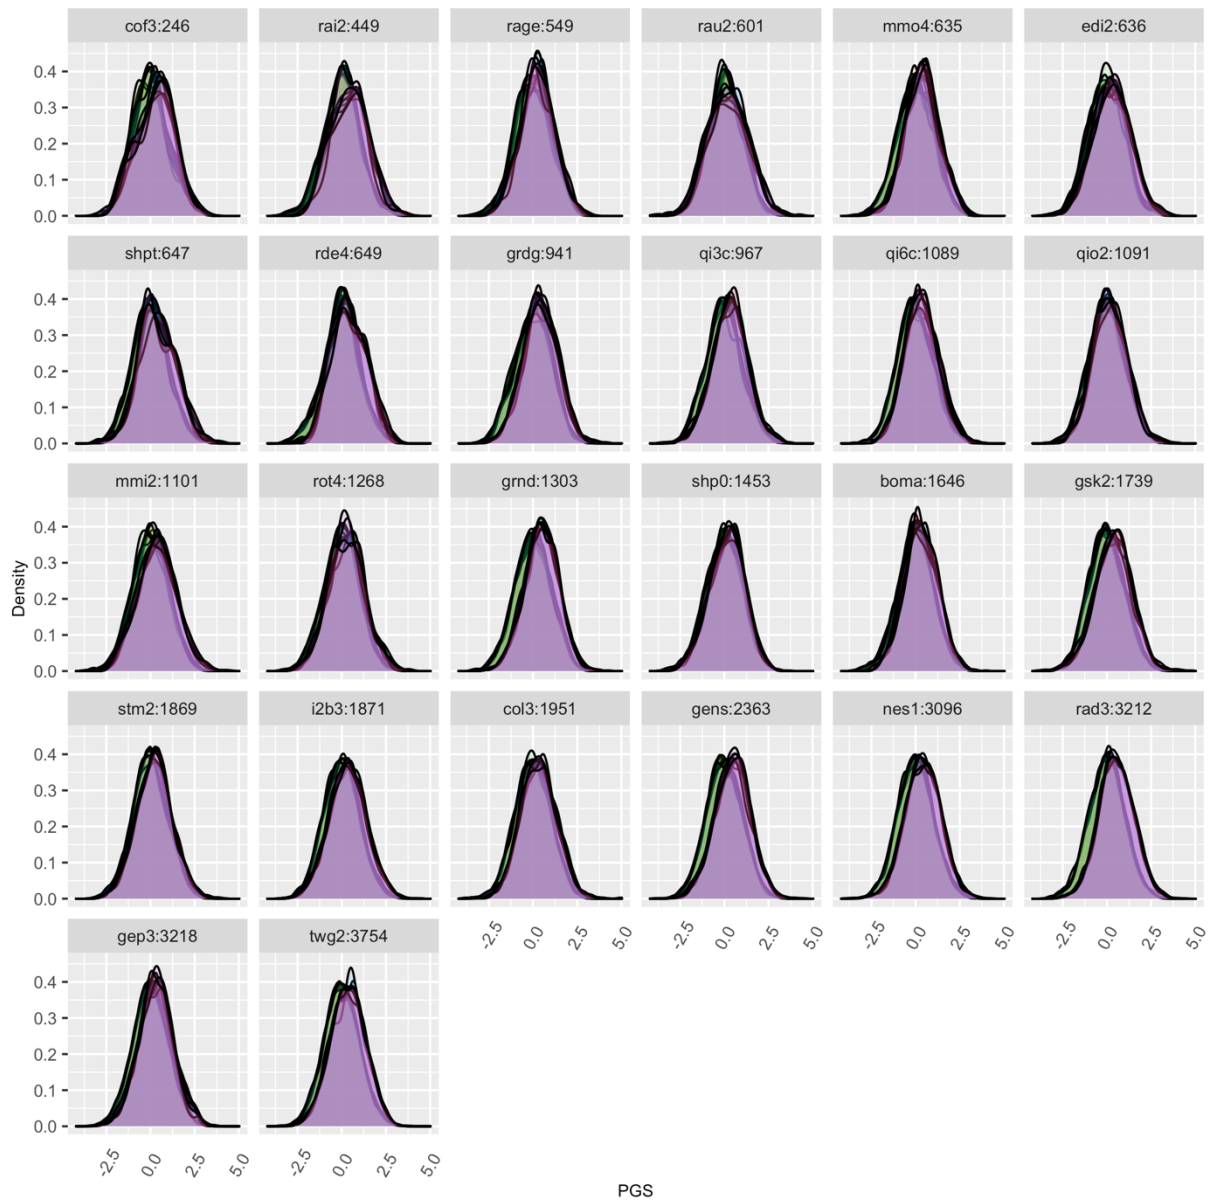 cof3:246 rai2:449 rage:549 rau2:601 mmo4:635 edi2:636
0.4
0.3
0.2
0.1
0.0
shpt:647 rde4:649 grdg:941 qi3c:967 qi6c:1089 qio2:1091
0.4
0.3
0.2
0.1
0.0
mmi2:1101 rot4:1268 grnd:1303 shp0:1453 boma:1646 gsk2:1739
0.4
0.3
0.2
0.1
0.0
Density
stm2:1869 i2b3:1871 col3:1951 gens:2363 nes1:3096 rad3:3212
0.4
0.3
0.2
0.1
0.0
-2.5 0.0 2.5 5.0 -2.5 0.0 2.5 5.0 -2.5 0.0 2.5 5.0 -2.5 0.0 2.5 5.0
gep3:3218 twg2:3754
0.4
0.3
0.2
0.1
0.0
-2.5 0.0 2.5 5.0 -2.5 0.0 2.5 5.0
PGS